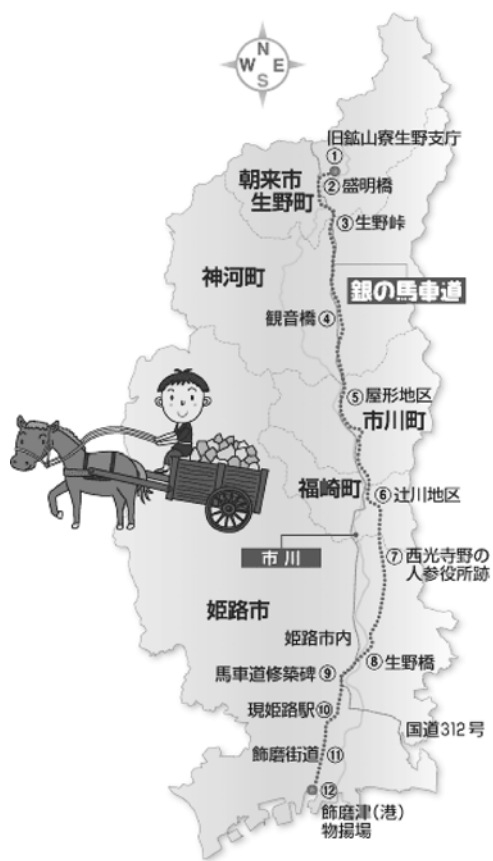 N
W E
S
旧鉱山寮生野支庁
①
朝来市
生野町
②盛明橋
③生野峠
神河町
銀の馬車道
観音橋④
⑤屋形地区
市川町
福崎町
⑥辻川地区
市川
⑦西光寺野の
人参役所跡
姫路市
姫路市内
⑧生野橋
馬車道修築碑⑨
現姫路駅⑩
国道312号
飾磨街道⑪
⑫
飾磨津(港)
物揚場